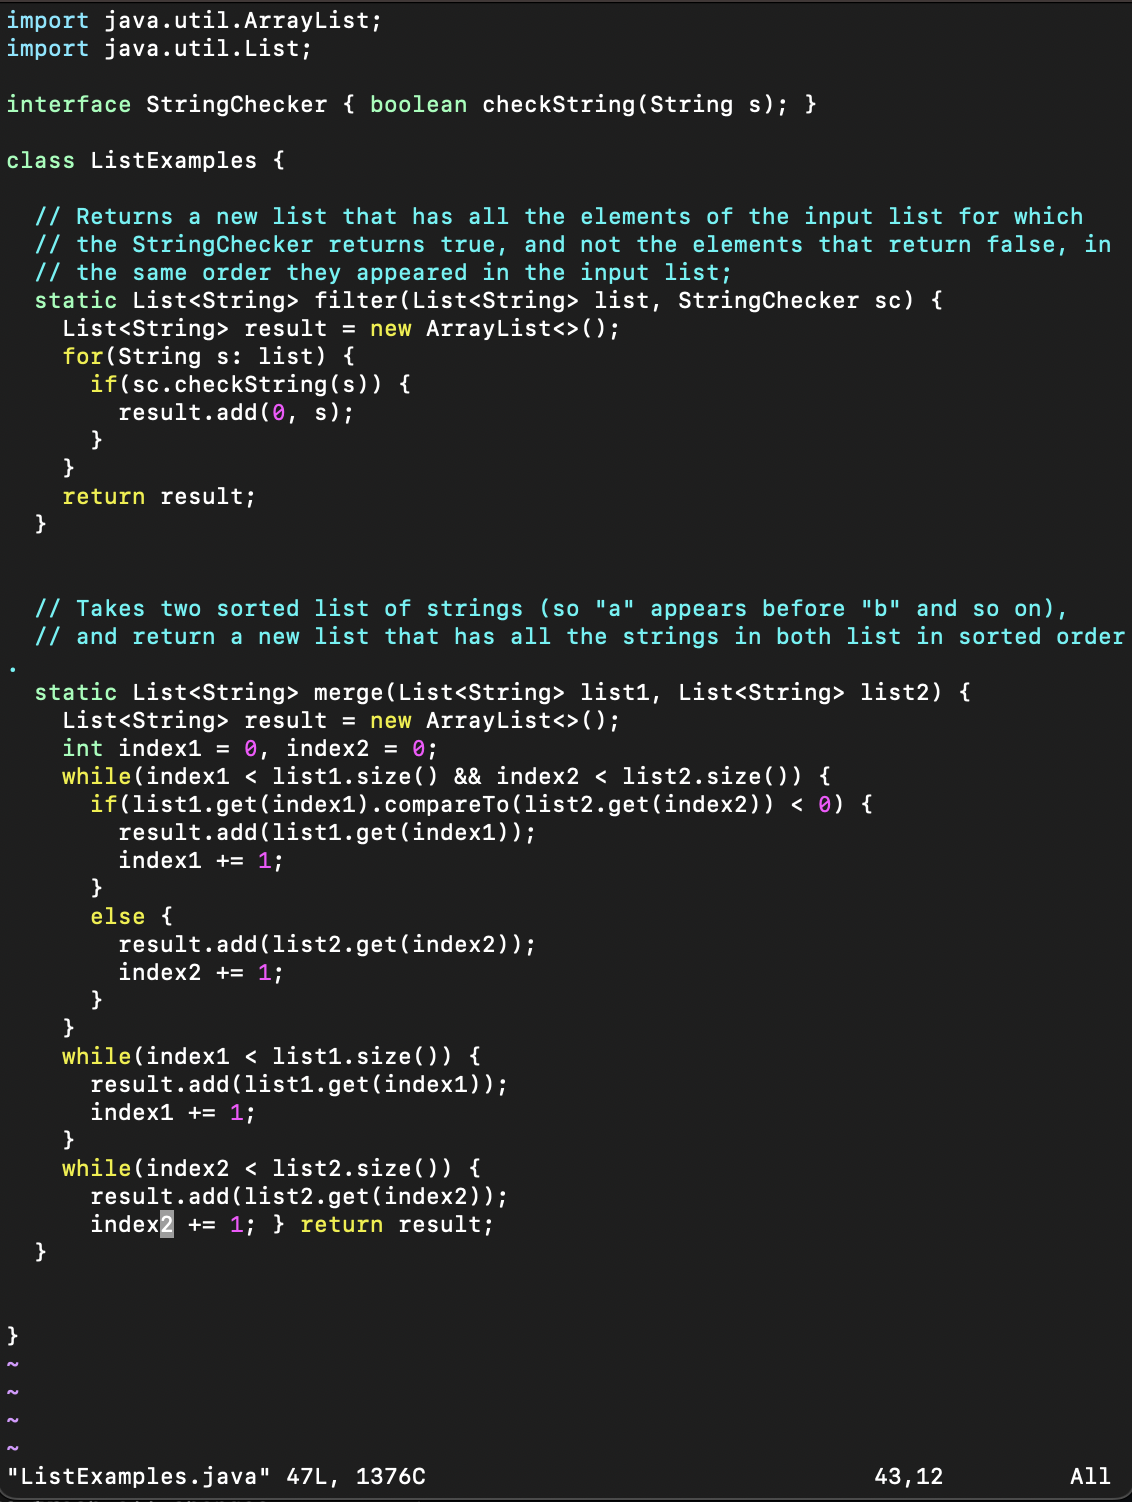 import java.util.ArrayList;
import java.util.List;

interface StringChecker { boolean checkString(String s); }

class ListExamples {

  // Returns a new list that has all the elements of the input list for which
  // the StringChecker returns true, and not the elements that return false, in
  // the same order they appeared in the input list;
  static List<String> filter(List<String> list, StringChecker sc) {
    List<String> result = new ArrayList<>();
    for(String s: list) {
      if(sc.checkString(s)) {
        result.add(0, s);
      }
    }
    return result;
  }


  // Takes two sorted list of strings (so "a" appears before "b" and so on),
  // and return a new list that has all the strings in both list in sorted order
.
  static List<String> merge(List<String> list1, List<String> list2) {
    List<String> result = new ArrayList<>();
    int index1 = 0, index2 = 0;
    while(index1 < list1.size() && index2 < list2.size()) {
      if(list1.get(index1).compareTo(list2.get(index2)) < 0) {
        result.add(list1.get(index1));
        index1 += 1;
      }
      else {
        result.add(list2.get(index2));
        index2 += 1;
      }
    }
    while(index1 < list1.size()) {
      result.add(list1.get(index1));
      index1 += 1;
    }
    while(index2 < list2.size()) {
      result.add(list2.get(index2));
      index2 += 1; } return result;
  }


}
~
~
~
~
"ListExamples.java" 47L, 1376C 43,12 All